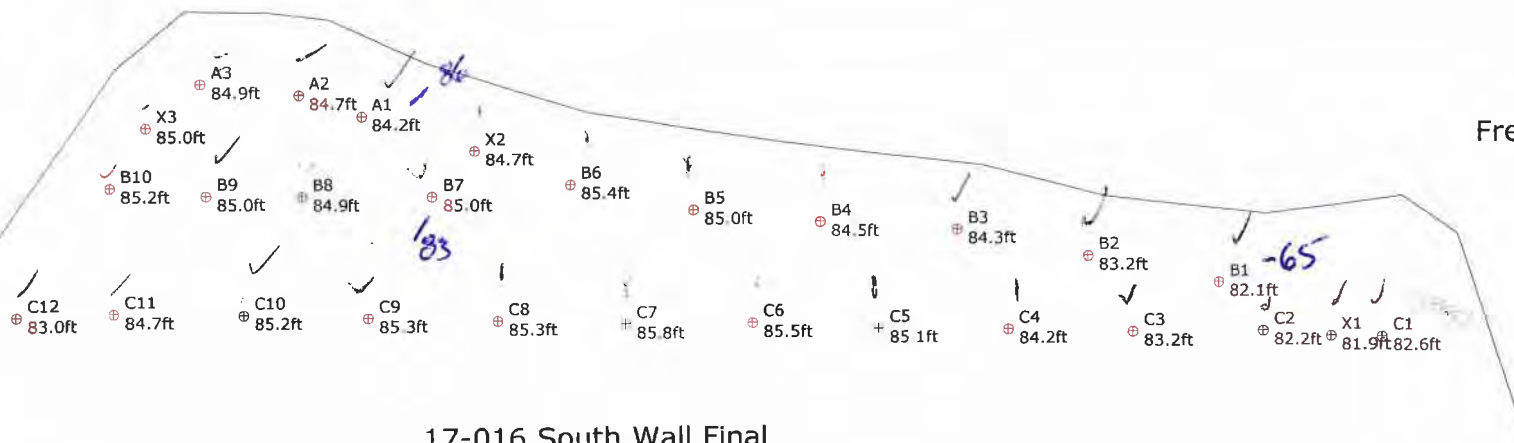 A3
84.9ft
A2
84.7ft
A1
84.2ft
86
X3
85.0ft
X2
84.7ft
Fre
B10
85.2ft
B9
85.0ft
B8
84.9ft
B7
85.0ft
B6
85.4ft
B5
85.0ft
B4
84.5ft
B3
84.3ft
B2
83.2ft
B1
82.1ft
-65
83
C12
83.0ft
C11
84.7ft
C10
85.2ft
C9
85.3ft
C8
85.3ft
C7
85.8ft
C6
85.5ft
C5
85.1ft
C4
84.2ft
C3
83.2ft
C2
82.2ft
X1
81.9ft
C1
82.6ft
17-016 South Wall Final